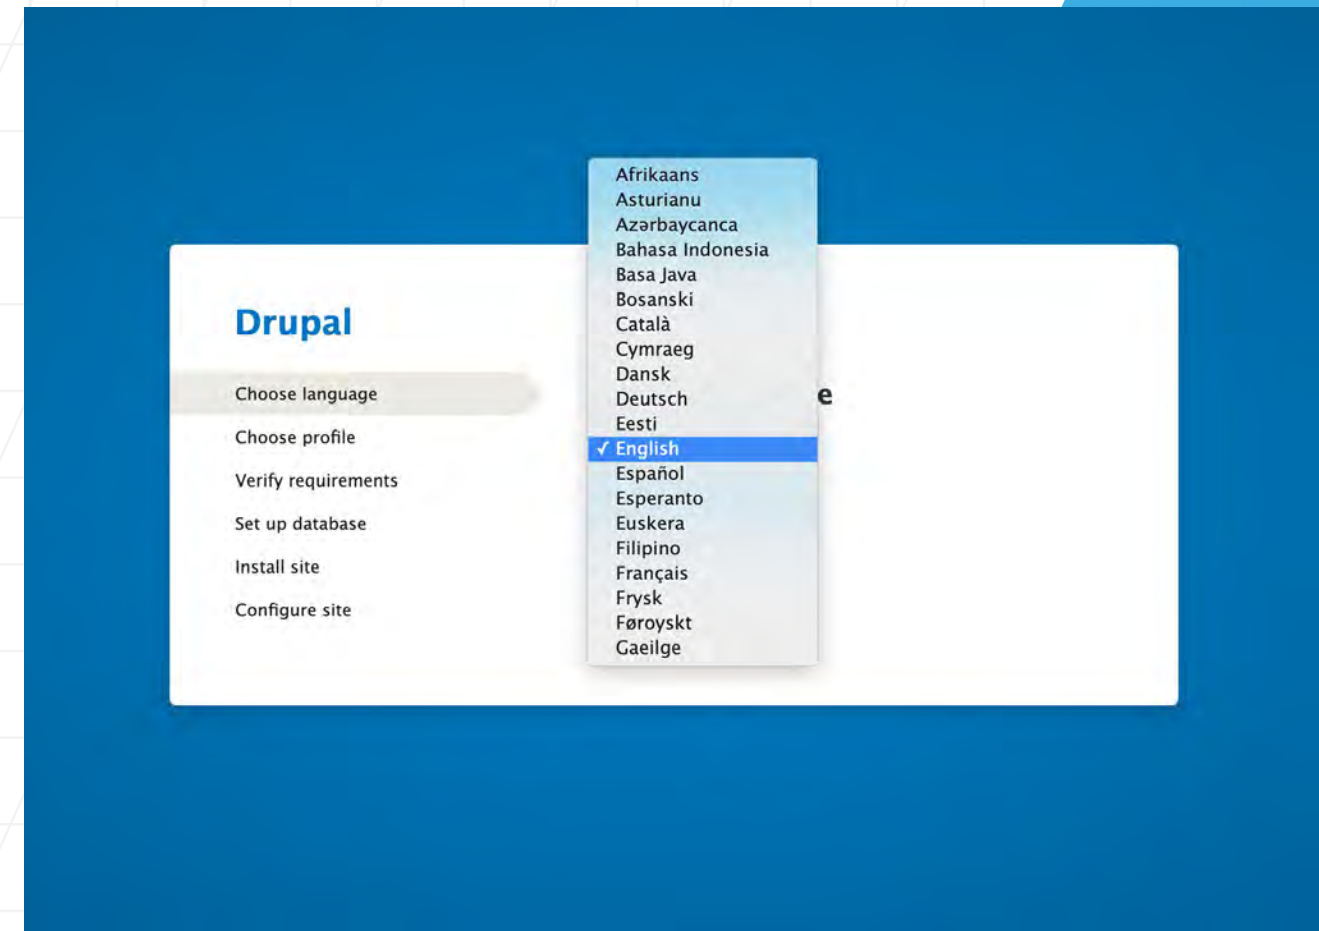 Drupal
Choose language
Choose profile
Verify requirements
Set up database
Install site
Configure site
Afrikaans
Asturianu
Azərbaycanca
Bahasa Indonesia
Basa Java
Bosanski
Català
Cymraeg
Dansk
Deutsch
Eesti
✓ English
Español
Esperanto
Euskera
Filipino
Français
Frysk
Føroyskt
Gaeilge
e